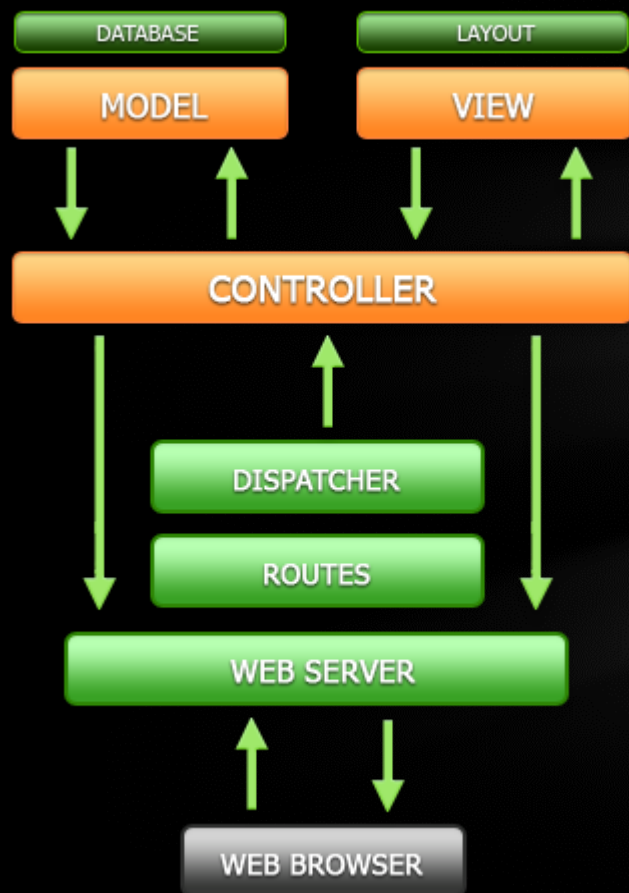 DATABASE
LAYOUT
MODEL
VIEW
CONTROLLER
DISPATCHER
ROUTES
WEB SERVER
WEB BROWSER